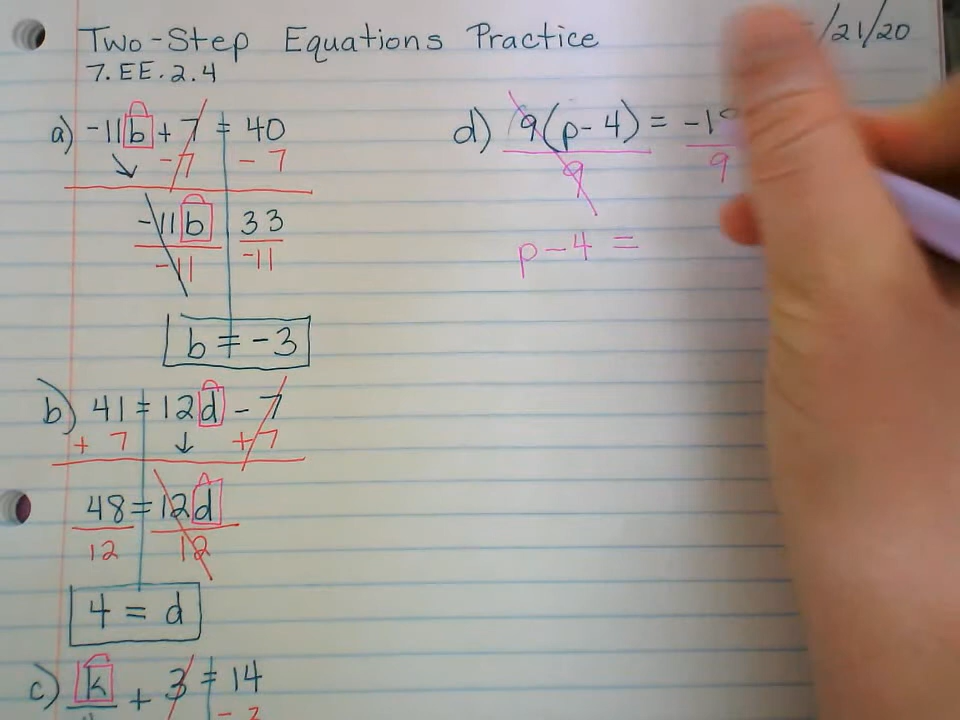 Two-Step Equations Practice
/21/20
7.EE.2.4
a) -11b + 7 = 40
-7 -7
-11b 33
-11 -11
b = -3
b) 41 = 12d - 7
+ 7 +7
48 = 12d
12 12
4 = d
c) k + 3 = 14
d) 9(p-4) = -1
9 9
p-4 =